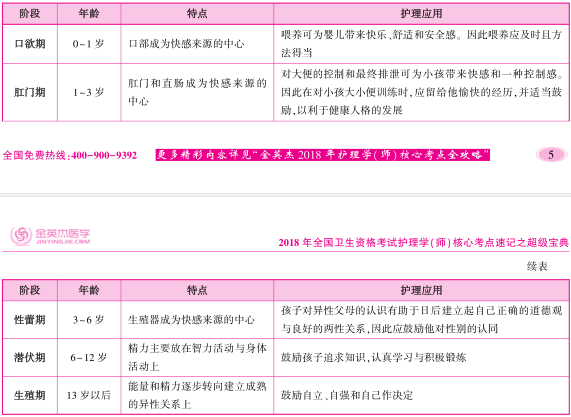 阶段 年龄 特点 护理应用
口欲期 0~1 岁 口部成为快感来源的中心 喂养可为婴儿带来快乐、舒适和安全感。因此喂养应及时且方
法得当
肛门期 1~3 岁 肛门和直肠成为快感来源的
中心 对大便的控制和最终排泄可为小孩带来快感和一种控制感。
因此在对小孩大小便训练时,应留给他愉快的经历,并适当鼓
励,以利于健康人格的发展
全国免费热线:400-900-9392 更多精彩内容详见“金英杰 2018 年护理学(师)核心考点全攻略” 5
金英杰医学
JINYINGJIE.COM
2018 年全国卫生资格考试护理学(师)核心考点速记之超级宝典
续表
阶段 年龄 特点 护理应用
性蕾期 3~6 岁 生殖器成为快感来源的中心 孩子对异性父母的认识有助于日后建立起自己正确的道德观
与良好的两性关系,因此应鼓励他对性别的认同
潜伏期 6~12 岁 精力主要放在智力活动与身体
活动上 鼓励孩子追求知识,认真学习与积极锻炼
生殖期 13 岁以后 能量和精力逐步转向建立成熟
的异性关系上 鼓励自立、自强和自己作决定